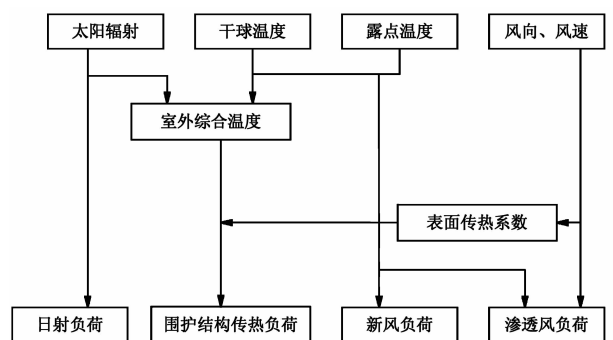 太阳辐射
干球温度
露点温度
风向、风速
室外综合温度
表面传热系数
日射负荷
围护结构传热负荷
新风负荷
渗透风负荷